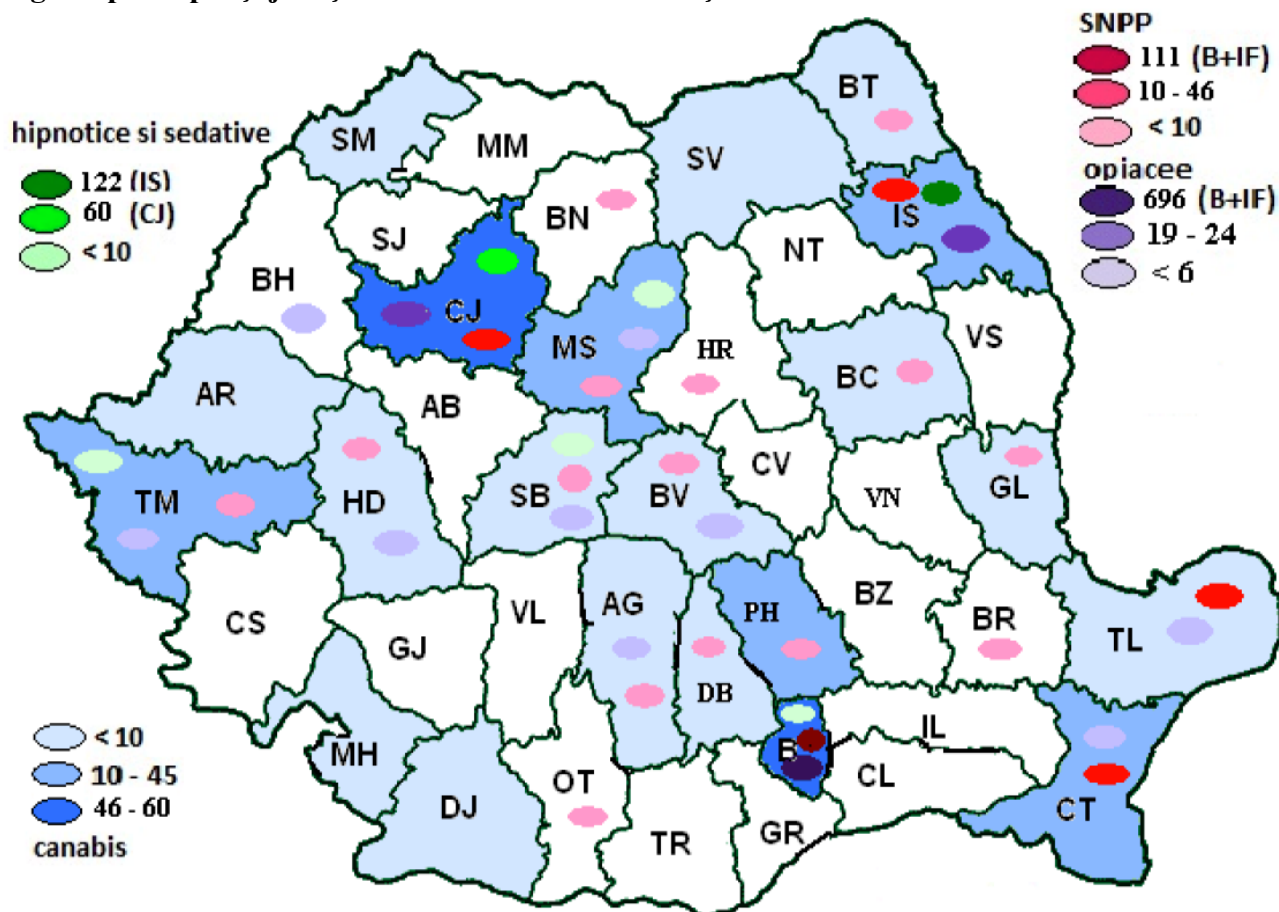 SNPP
111 (B+IF)
10 - 46
< 10
opiacee
696 (B+IF)
19 - 24
< 6
hipnotice si sedative
122 (IS)
60 (CJ)
< 10
BT
SM
MM
SV
IS
BN
SJ
NT
BH
CJ
VS
MS
HR
BC
AR
AB
CV
GL
TM
HD
SB
BV
VN
BZ
VL
AG
PH
BR
CS
TL
GJ
DB
IL
MH
B
OT
CL
DJ
CT
TR
GR
< 10
10 - 45
46 - 60
canabis